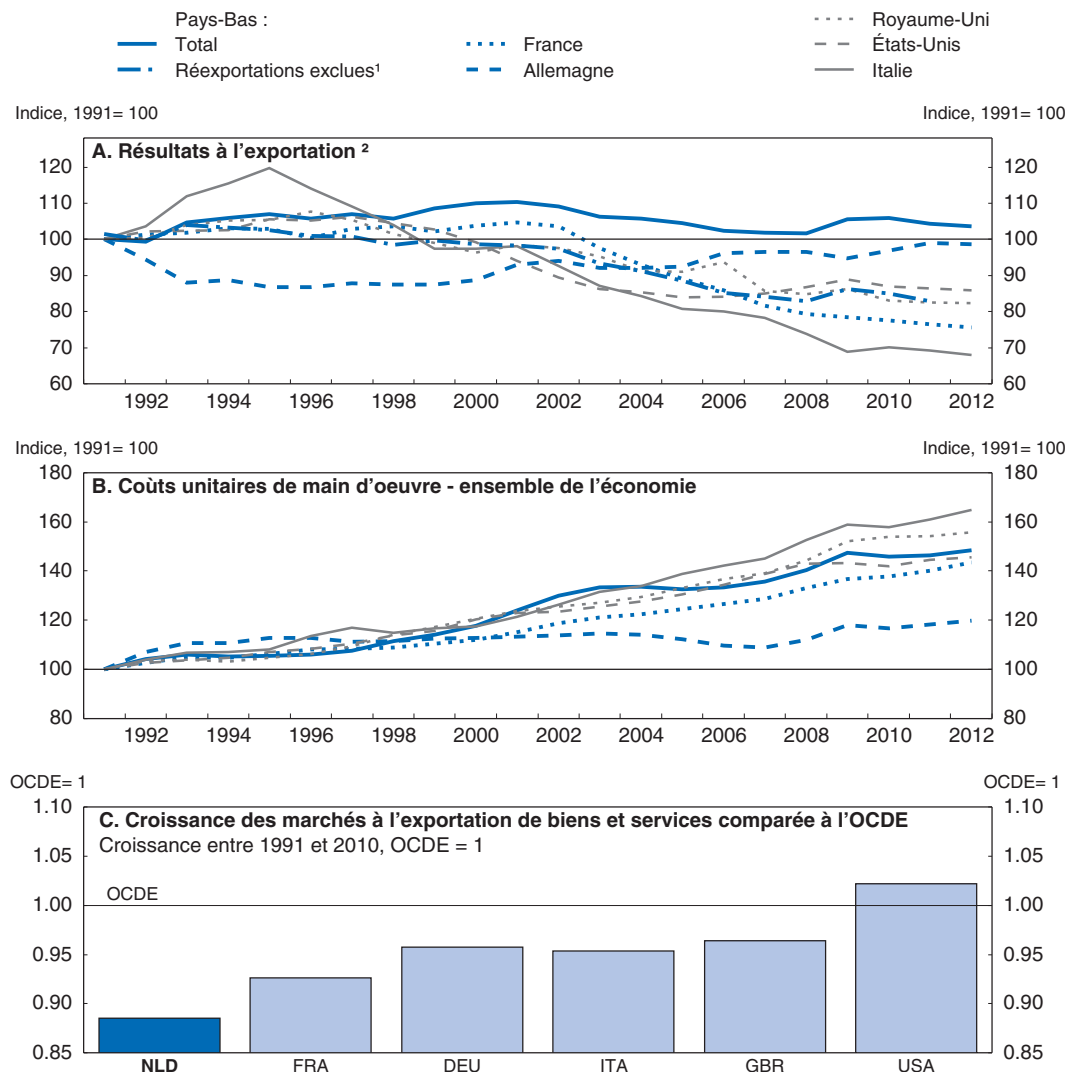 Pays-Bas :
Total
Réexportations exclues¹
France
Allemagne
Royaume-Uni
États-Unis
Italie
Indice, 1991= 100 Indice, 1991= 100
A. Résultats à l'exportation ²
120 120
110 110
100 100
90 90
80 80
70 70
60 60
1992 1994 1996 1998 2000 2002 2004 2006 2008 2010 2012
Indice, 1991= 100 Indice, 1991= 100
180 180
B. Coùts unitaires de main d'oeuvre - ensemble de l'économie
160 160
140 140
120 120
100 100
80 80
1992 1994 1996 1998 2000 2002 2004 2006 2008 2010 2012
OCDE= 1 OCDE= 1
1.10 1.10
C. Croissance des marchés à l'exportation de biens et services comparée à l'OCDE
Croissance entre 1991 et 2010, OCDE = 1
1.05 1.05
OCDE
1.00 1.00
0.95 0.95
0.90 0.90
0.85 0.85
NLD FRA DEU ITA GBR USA